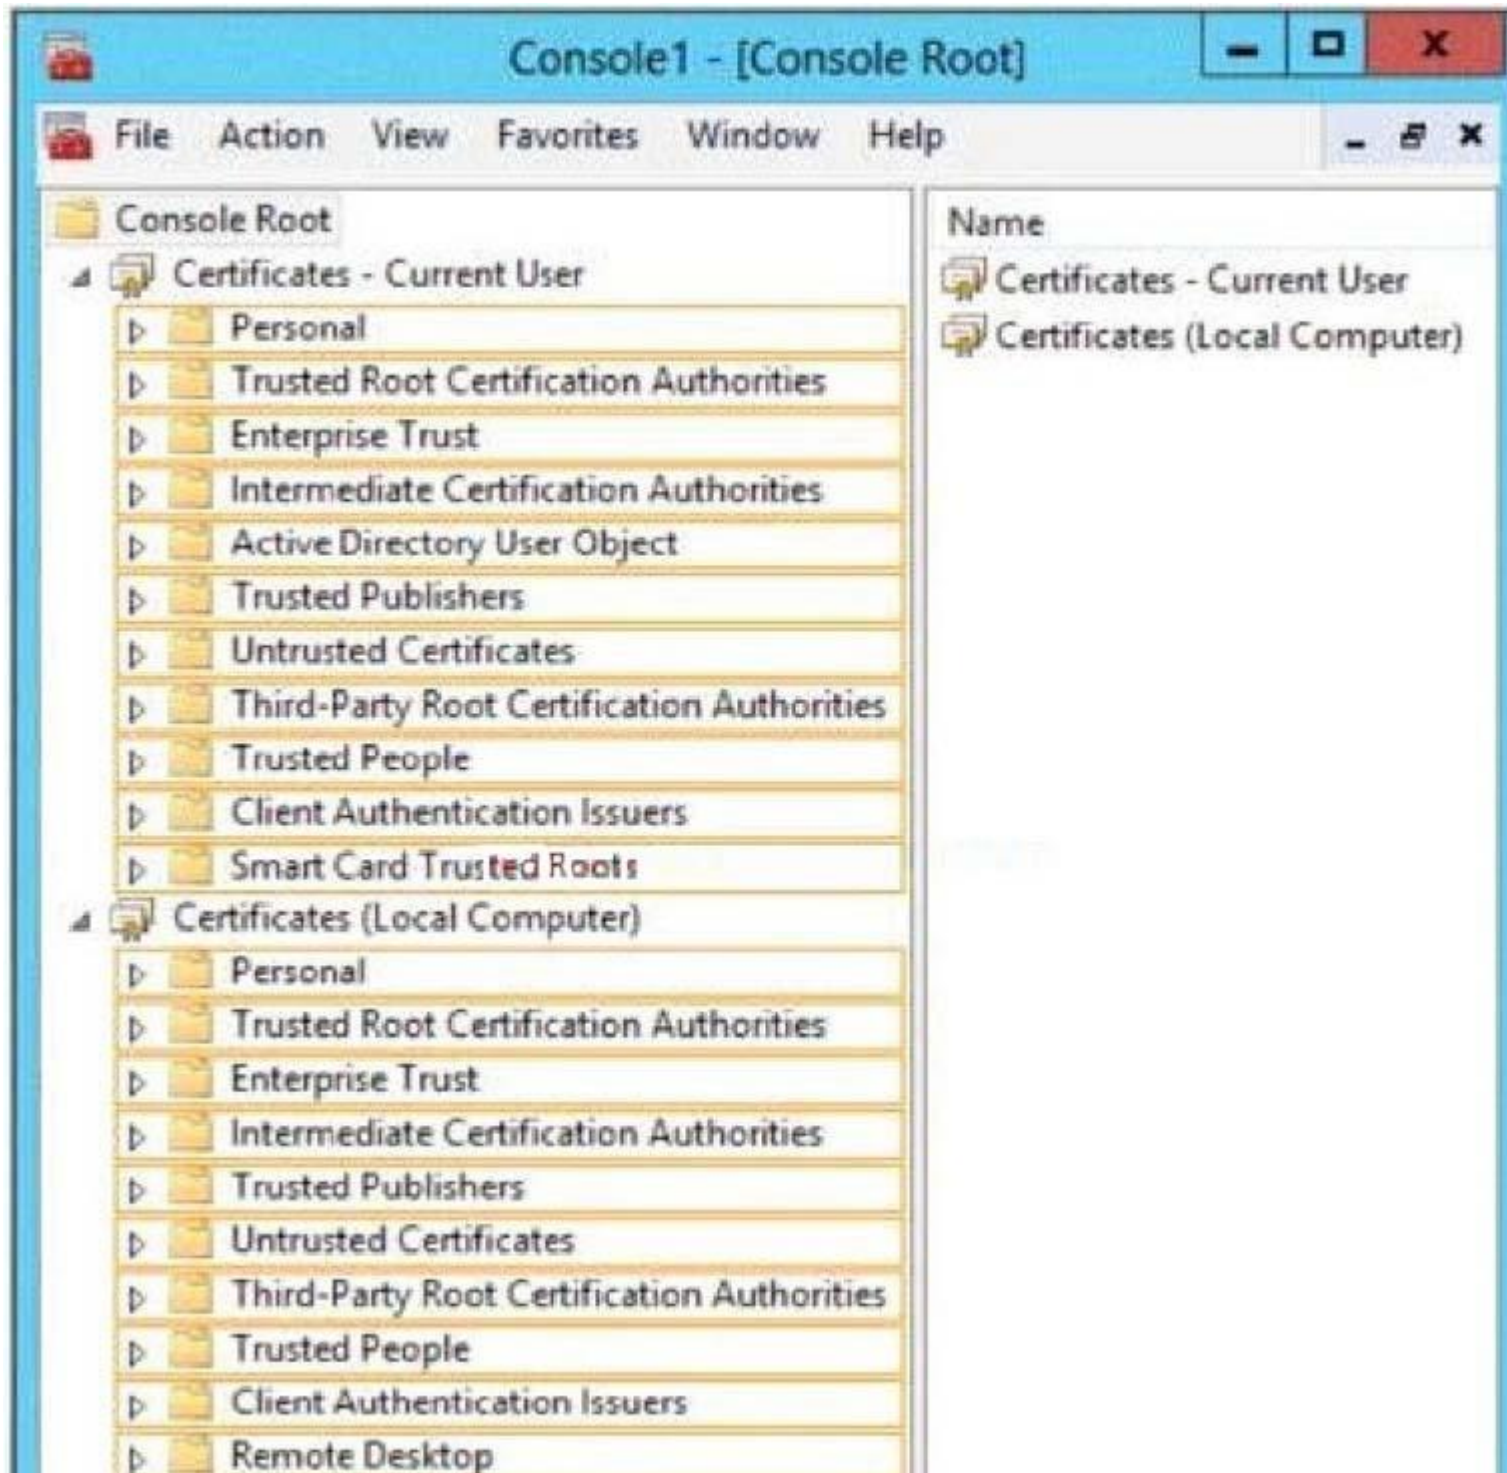 Console1 - [Console Root]
File Action View Favorites Window Help
Console Root
Certificates - Current User
Personal
Trusted Root Certification Authorities
Enterprise Trust
Intermediate Certification Authorities
Active Directory User Object
Trusted Publishers
Untrusted Certificates
Third-Party Root Certification Authorities
Trusted People
Client Authentication Issuers
Smart Card Trusted Roots
Certificates (Local Computer)
Personal
Trusted Root Certification Authorities
Enterprise Trust
Intermediate Certification Authorities
Trusted Publishers
Untrusted Certificates
Third-Party Root Certification Authorities
Trusted People
Client Authentication Issuers
Remote Desktop
Name
Certificates - Current User
Certificates (Local Computer)